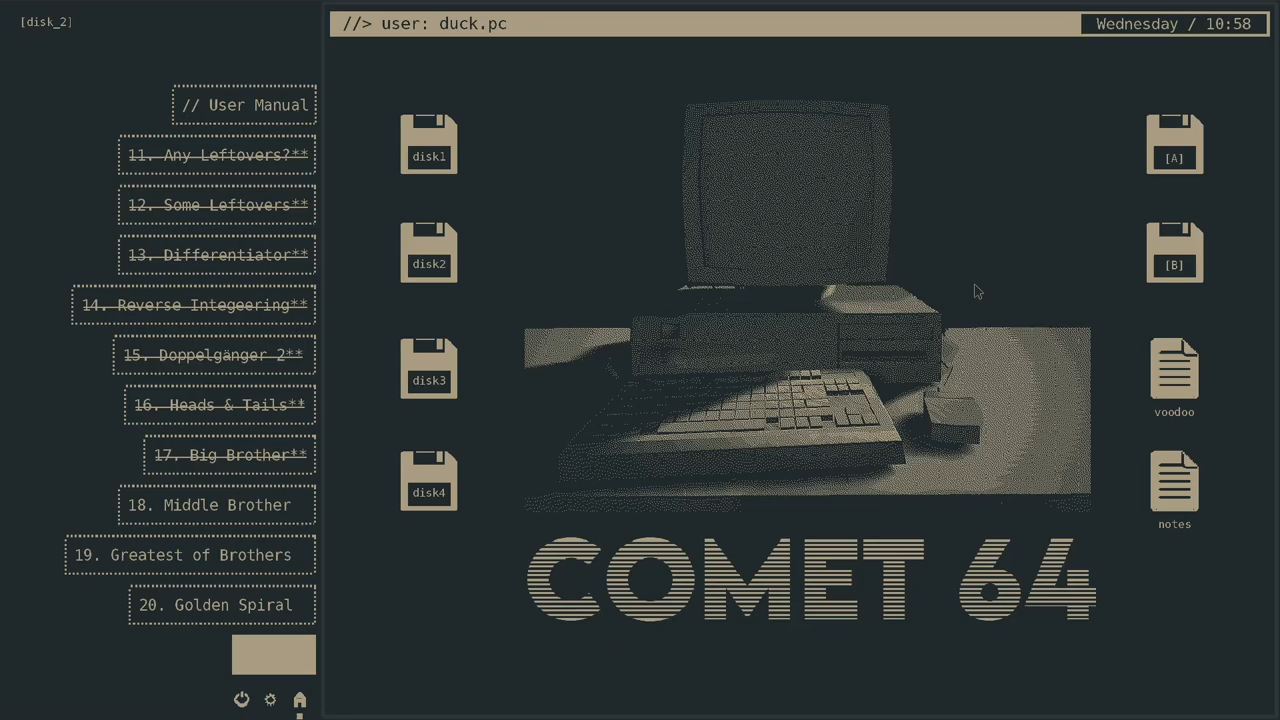 [disk_2]
//> user: duck.pc
Wednesday / 10:58
// User Manual
11. Any Leftovers?**
12. Some Leftovers**
13. Differentiator**
14. Reverse Integeering**
15. Doppelgänger 2**
16. Heads & Tails**
17. Big Brother**
18. Middle Brother
19. Greatest of Brothers
20. Golden Spiral
disk1
disk2
disk3
disk4
[A]
[B]
voodoo
notes
COMET 64